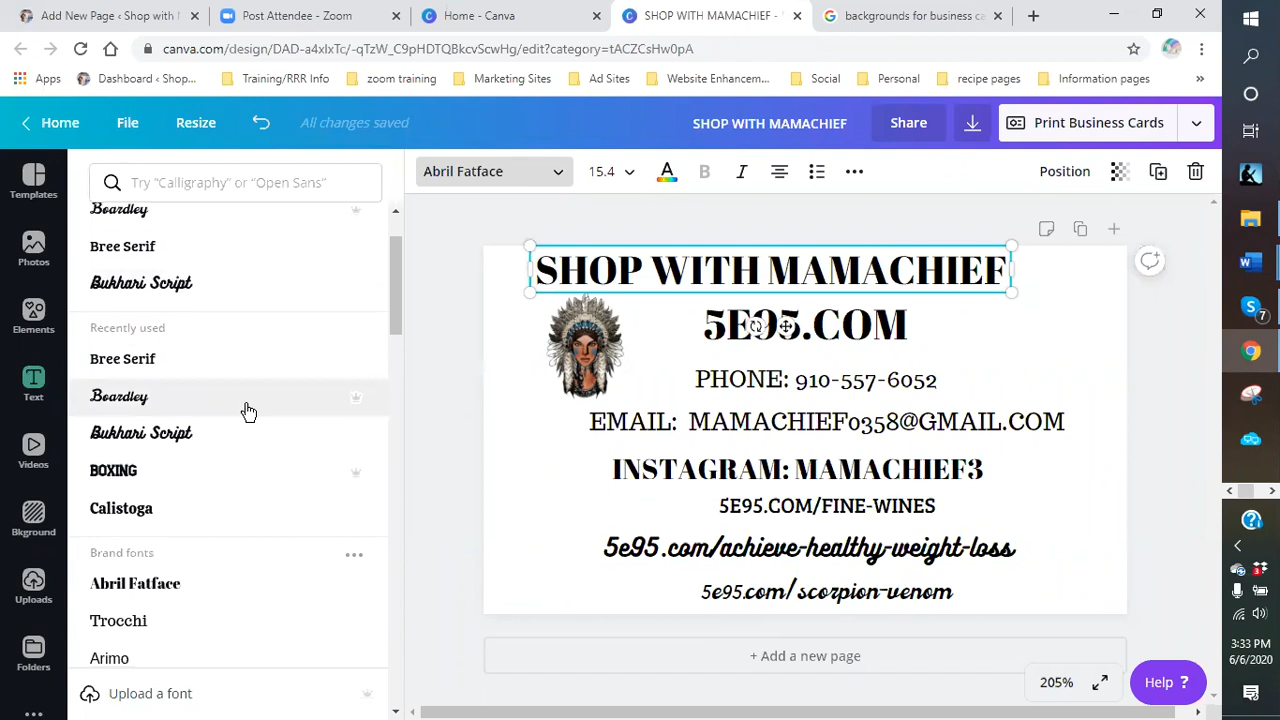 Add New Page ‹ Shop with
Post Attendee - Zoom
Home - Canva
SHOP WITH MAMACHIEF -
backgrounds for business ca
canva.com/design/DAD-a4xIxTc/-qTzW_C9pHDTQBkcvScwHg/edit?category=tACZCsHw0pA
Apps
Dashboard ‹ Shop...
Training/RRR Info
zoom training
Marketing Sites
Ad Sites
Website Enhancem...
Social
Personal
recipe pages
Information pages
Home
File
Resize
All changes saved
SHOP WITH MAMACHIEF
Share
Print Business Cards
Templates
Photos
Elements
Text
Videos
Bkground
Uploads
Folders
Try "Calligraphy" or "Open Sans"
Boardley
Bree Serif
Bukhari Script
Recently used
Bree Serif
Boardley
Bukhari Script
BOXING
Calistoga
Brand fonts
Abril Fatface
Trocchi
Arimo
Upload a font
Abril Fatface
15.4
A
B
I
Position
SHOP WITH MAMACHIEF
5E95.COM
PHONE: 910-557-6052
EMAIL: MAMACHIEF0358@GMAIL.COM
INSTAGRAM: MAMACHIEF3
5E95.COM/FINE-WINES
5e95.com/achieve-healthy-weight-loss
5e95.com/scorpion-venom
+ Add a new page
205%
Help ?
7
3
3:33 PM
6/6/2020